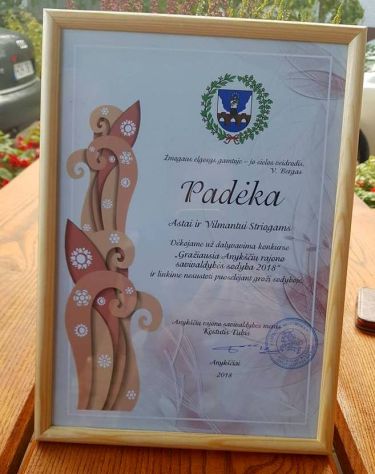 Žmogaus elgesys gamtoje – jo sielos veidrodis.
V. Bergas
Padėka
Astai ir Vilmantui Striogams
Dėkojame už dalyvavimą konkurse
"Gražiausia Anykščių rajono
savivaldybės sodyba 2018"
ir linkime nesustoti puoselėjant grožį sodyboje.
Anykščių rajono savivaldybės meras
Kęstutis Tubis
Anykščiai
2018